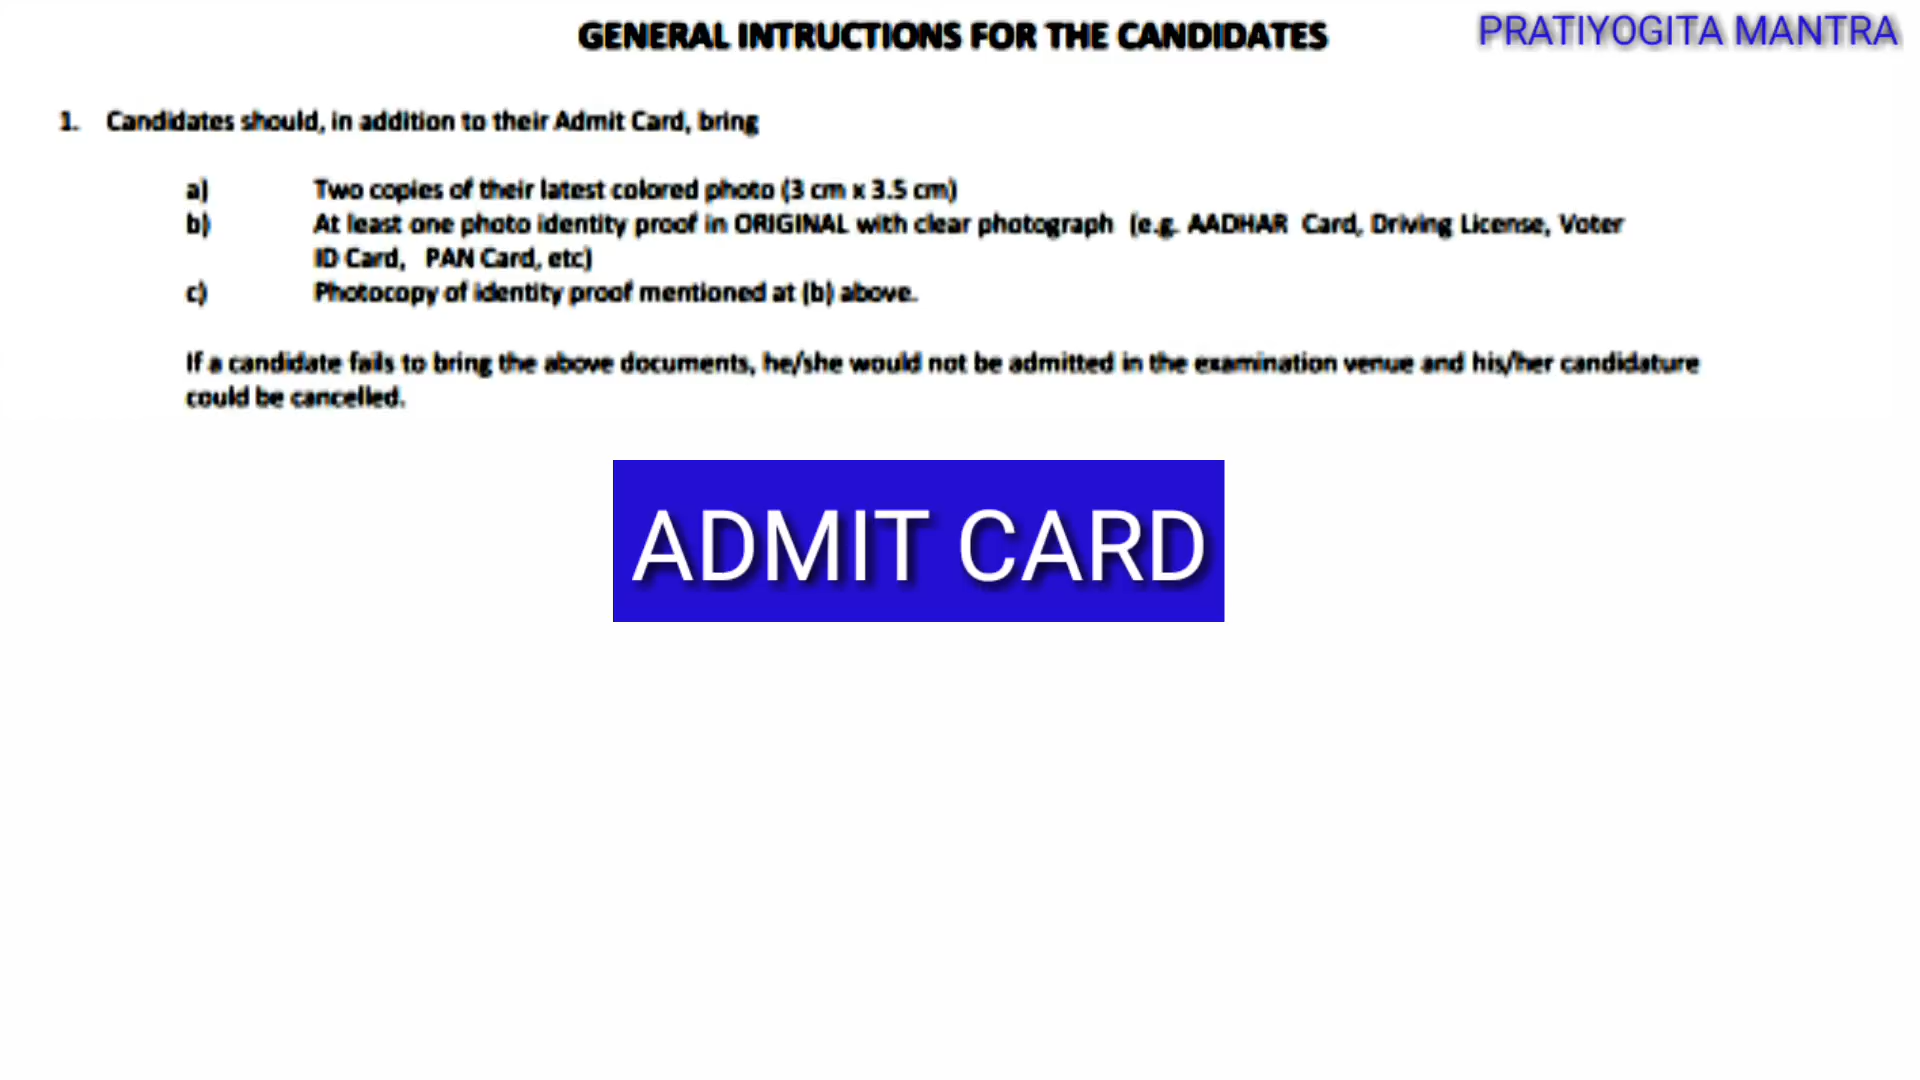 GENERAL INTRUCTIONS FOR THE CANDIDATES
PRATIYOGITA MANTRA
1. Candidates should, in addition to their Admit Card, bring
a) Two copies of their latest colored photo (3 cm x 3.5 cm)
b) At least one photo identity proof in ORIGINAL with clear photograph (e.g. AADHAR Card, Driving License, Voter
ID Card, PAN Card, etc)
c) Photocopy of identity proof mentioned at (b) above.
If a candidate fails to bring the above documents, he/she would not be admitted in the examination venue and his/her candidature
could be cancelled.
ADMIT CARD